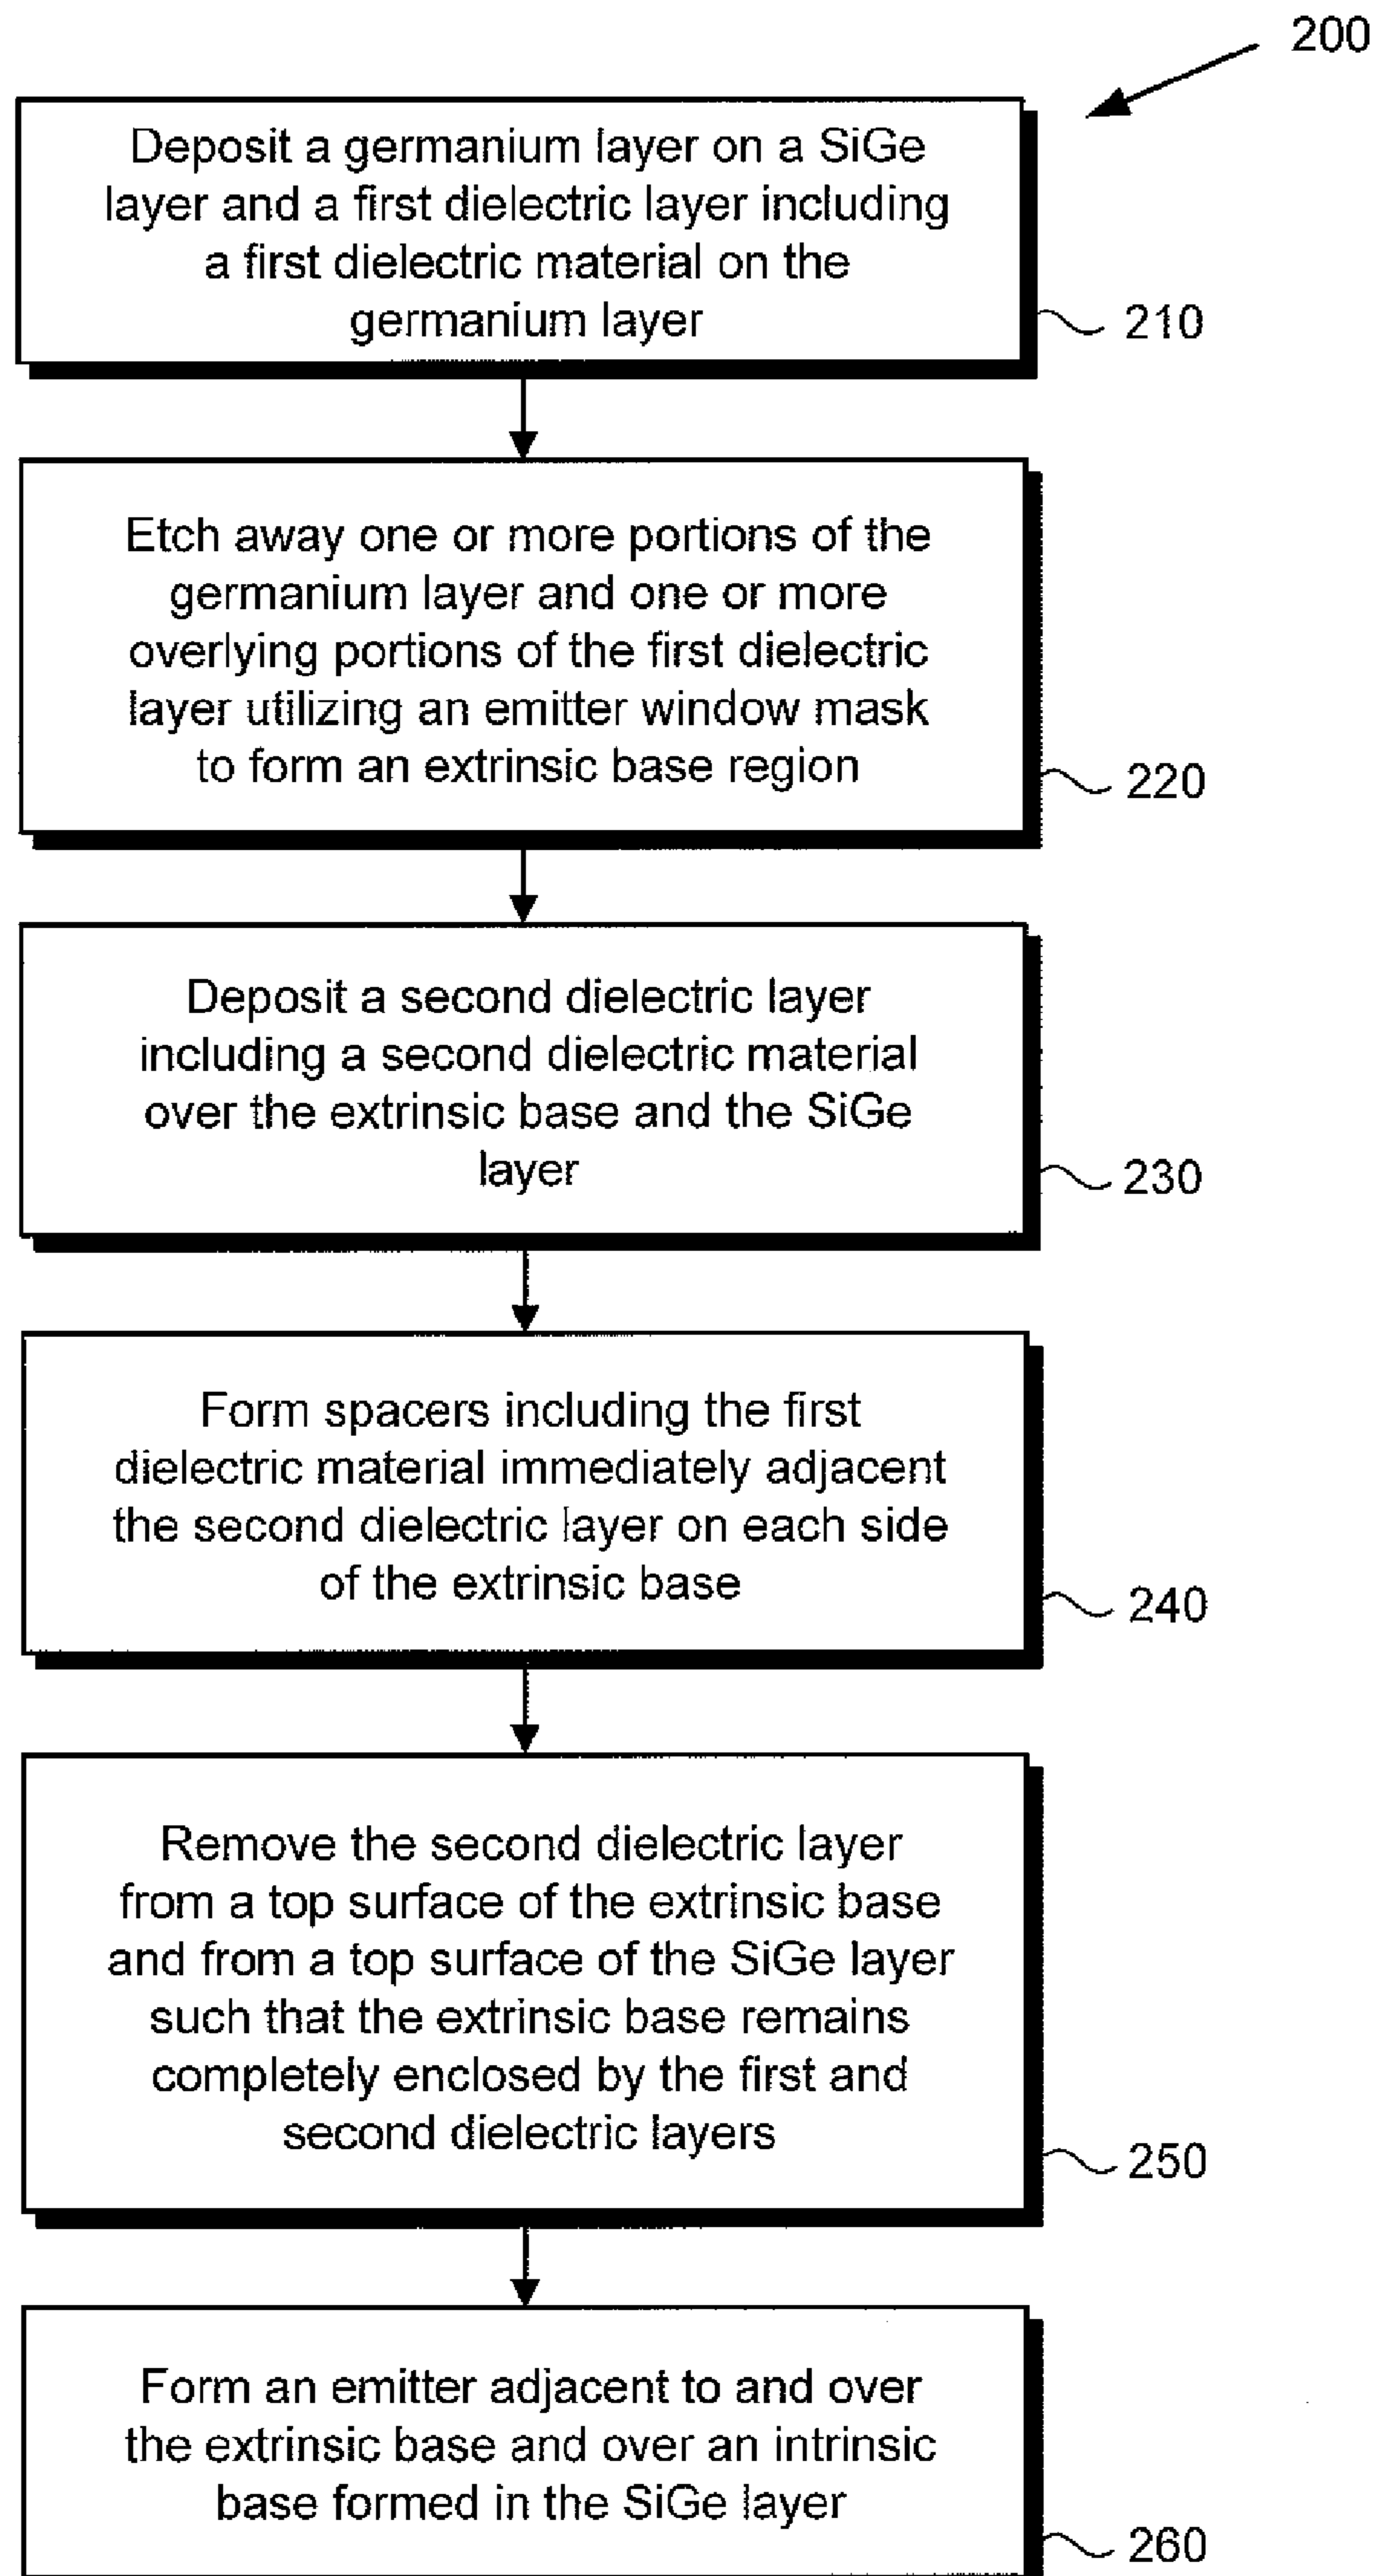 200
Deposit a germanium layer on a SiGe
layer and a first dielectric layer including
a first dielectric material on the
germanium layer
210
Etch away one or more portions of the
germanium layer and one or more
overlying portions of the first dielectric
layer utilizing an emitter window mask
to form an extrinsic base region
220
Deposit a second dielectric layer
including a second dielectric material
over the extrinsic base and the SiGe
layer
230
Form spacers including the first
dielectric material immediately adjacent
the second dielectric layer on each side
of the extrinsic base
240
Remove the second dielectric layer
from a top surface of the extrinsic base
and from a top surface of the SiGe layer
such that the extrinsic base remains
completely enclosed by the first and
second dielectric layers
250
Form an emitter adjacent to and over
the extrinsic base and over an intrinsic
base formed in the SiGe layer
260